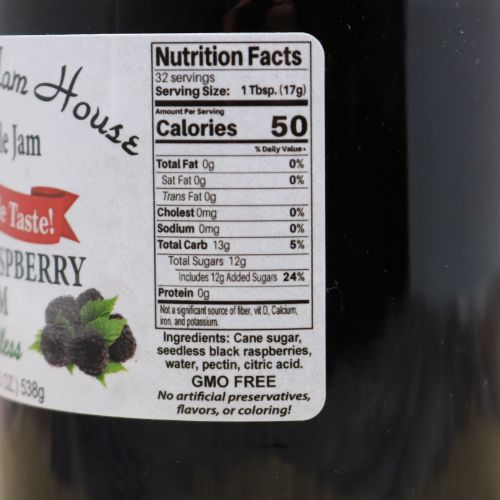 Jam House
Jam
Taste!
Nutrition Facts
32 servings
Serving Size: 1 Tbsp. (17g)
Amount Per Serving
Calories 50
% Daily Value*
Total Fat 0g 0%
Sat Fat 0g 0%
Trans Fat 0g
Cholest 0mg 0%
Sodium 0mg 0%
Total Carb 13g 5%
Total Sugars 12g
Includes 12g Added Sugars 24%
Protein 0g
Not a significant source of fiber, vit D, Calcium,
iron, and potassium.
Ingredients: Cane sugar,
seedless black raspberries,
water, pectin, citric acid.
GMO FREE
No artificial preservatives,
flavors, or coloring!
OZ.) 538g